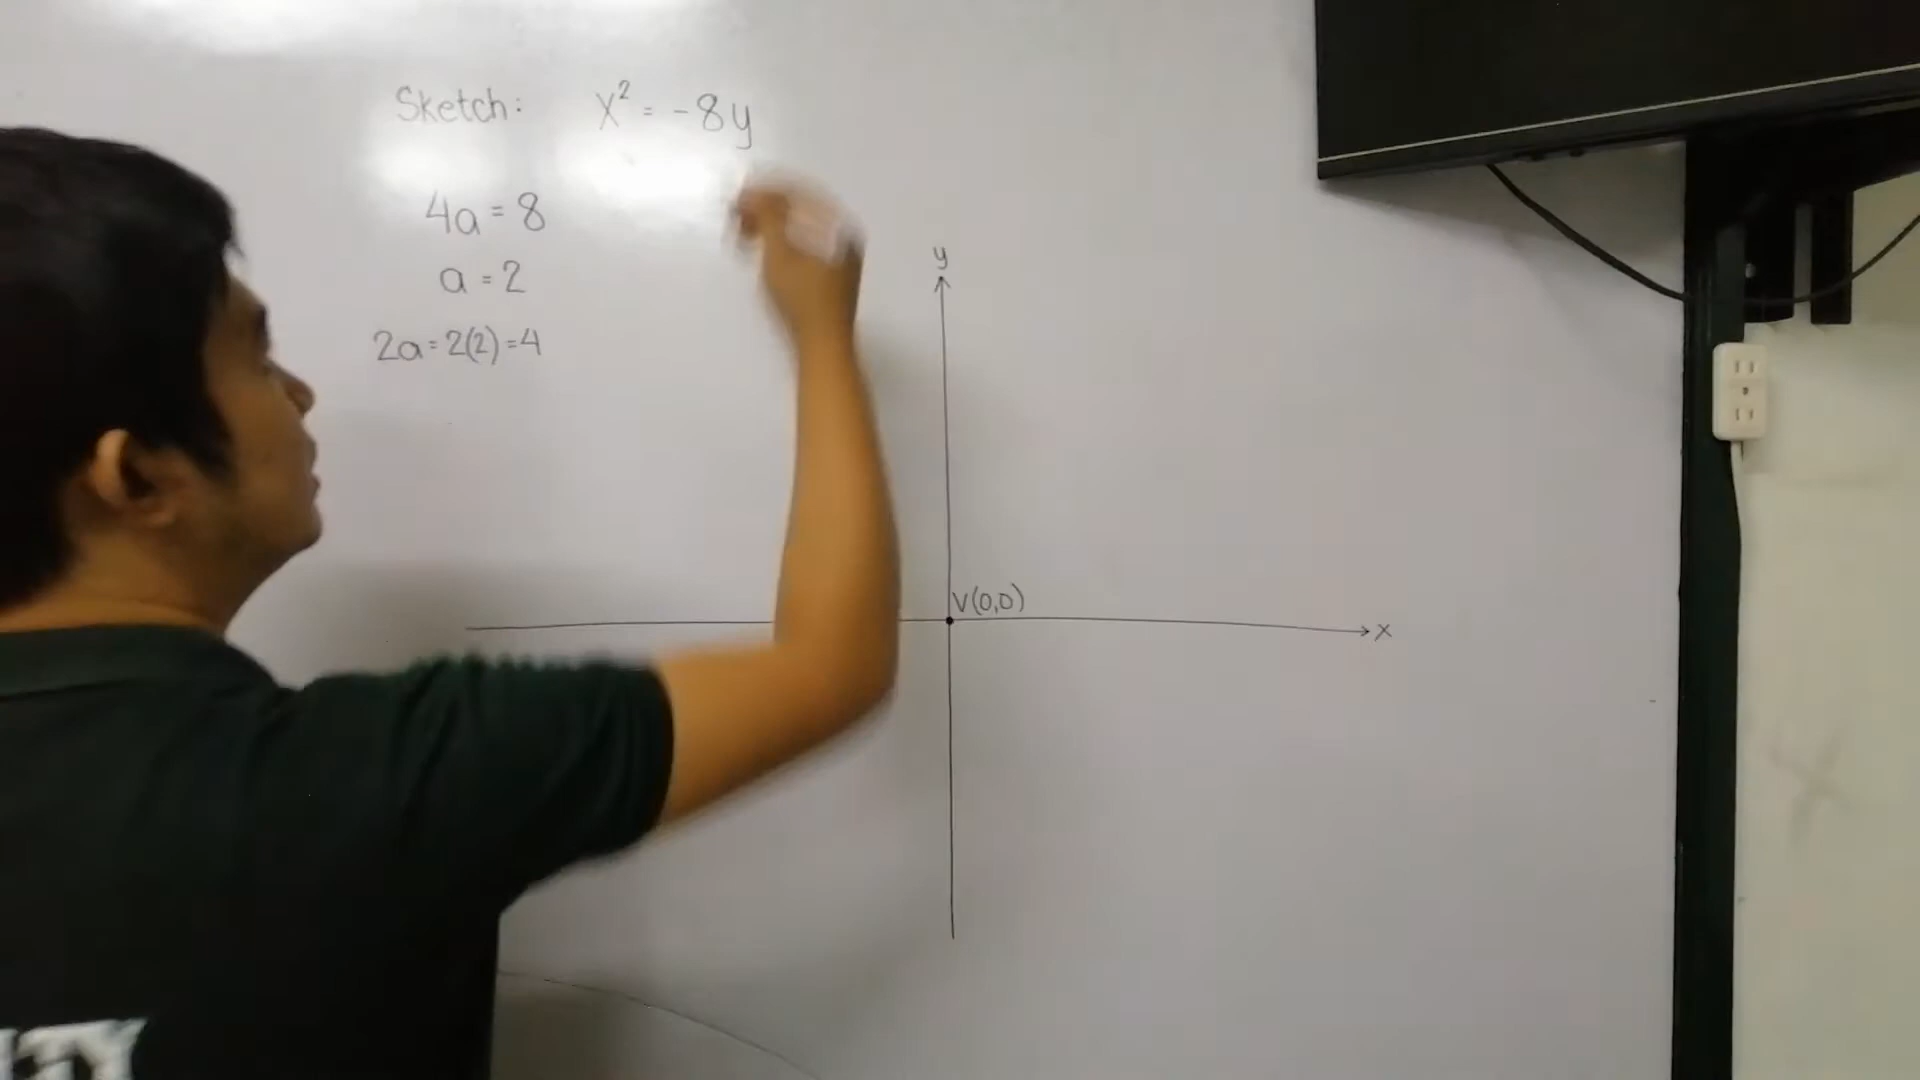 Sketch: x² = -8y
4a = 8
a = 2
2a = 2(2) = 4
y
V(0,0)
x